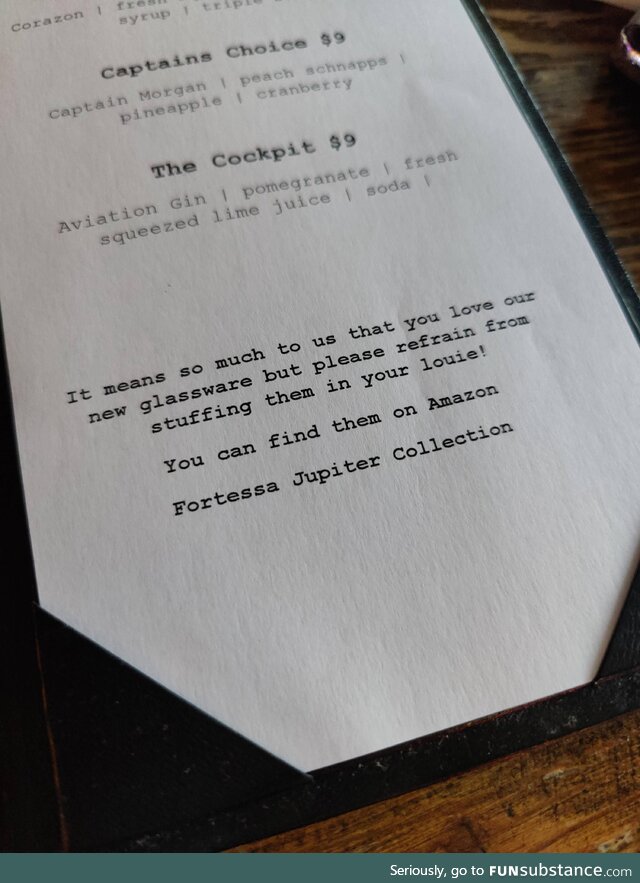 Corazon | fresh
syrup | triple
Captains Choice $9
Captain Morgan | peach schnapps |
pineapple | cranberry
The Cockpit $9
Aviation Gin | pomegranate | fresh
squeezed lime juice | soda |
It means so much to us that you love our
new glassware but please refrain from
stuffing them in your louie!
You can find them on Amazon
Fortessa Jupiter Collection
Seriously, go to FUNsubstance.com